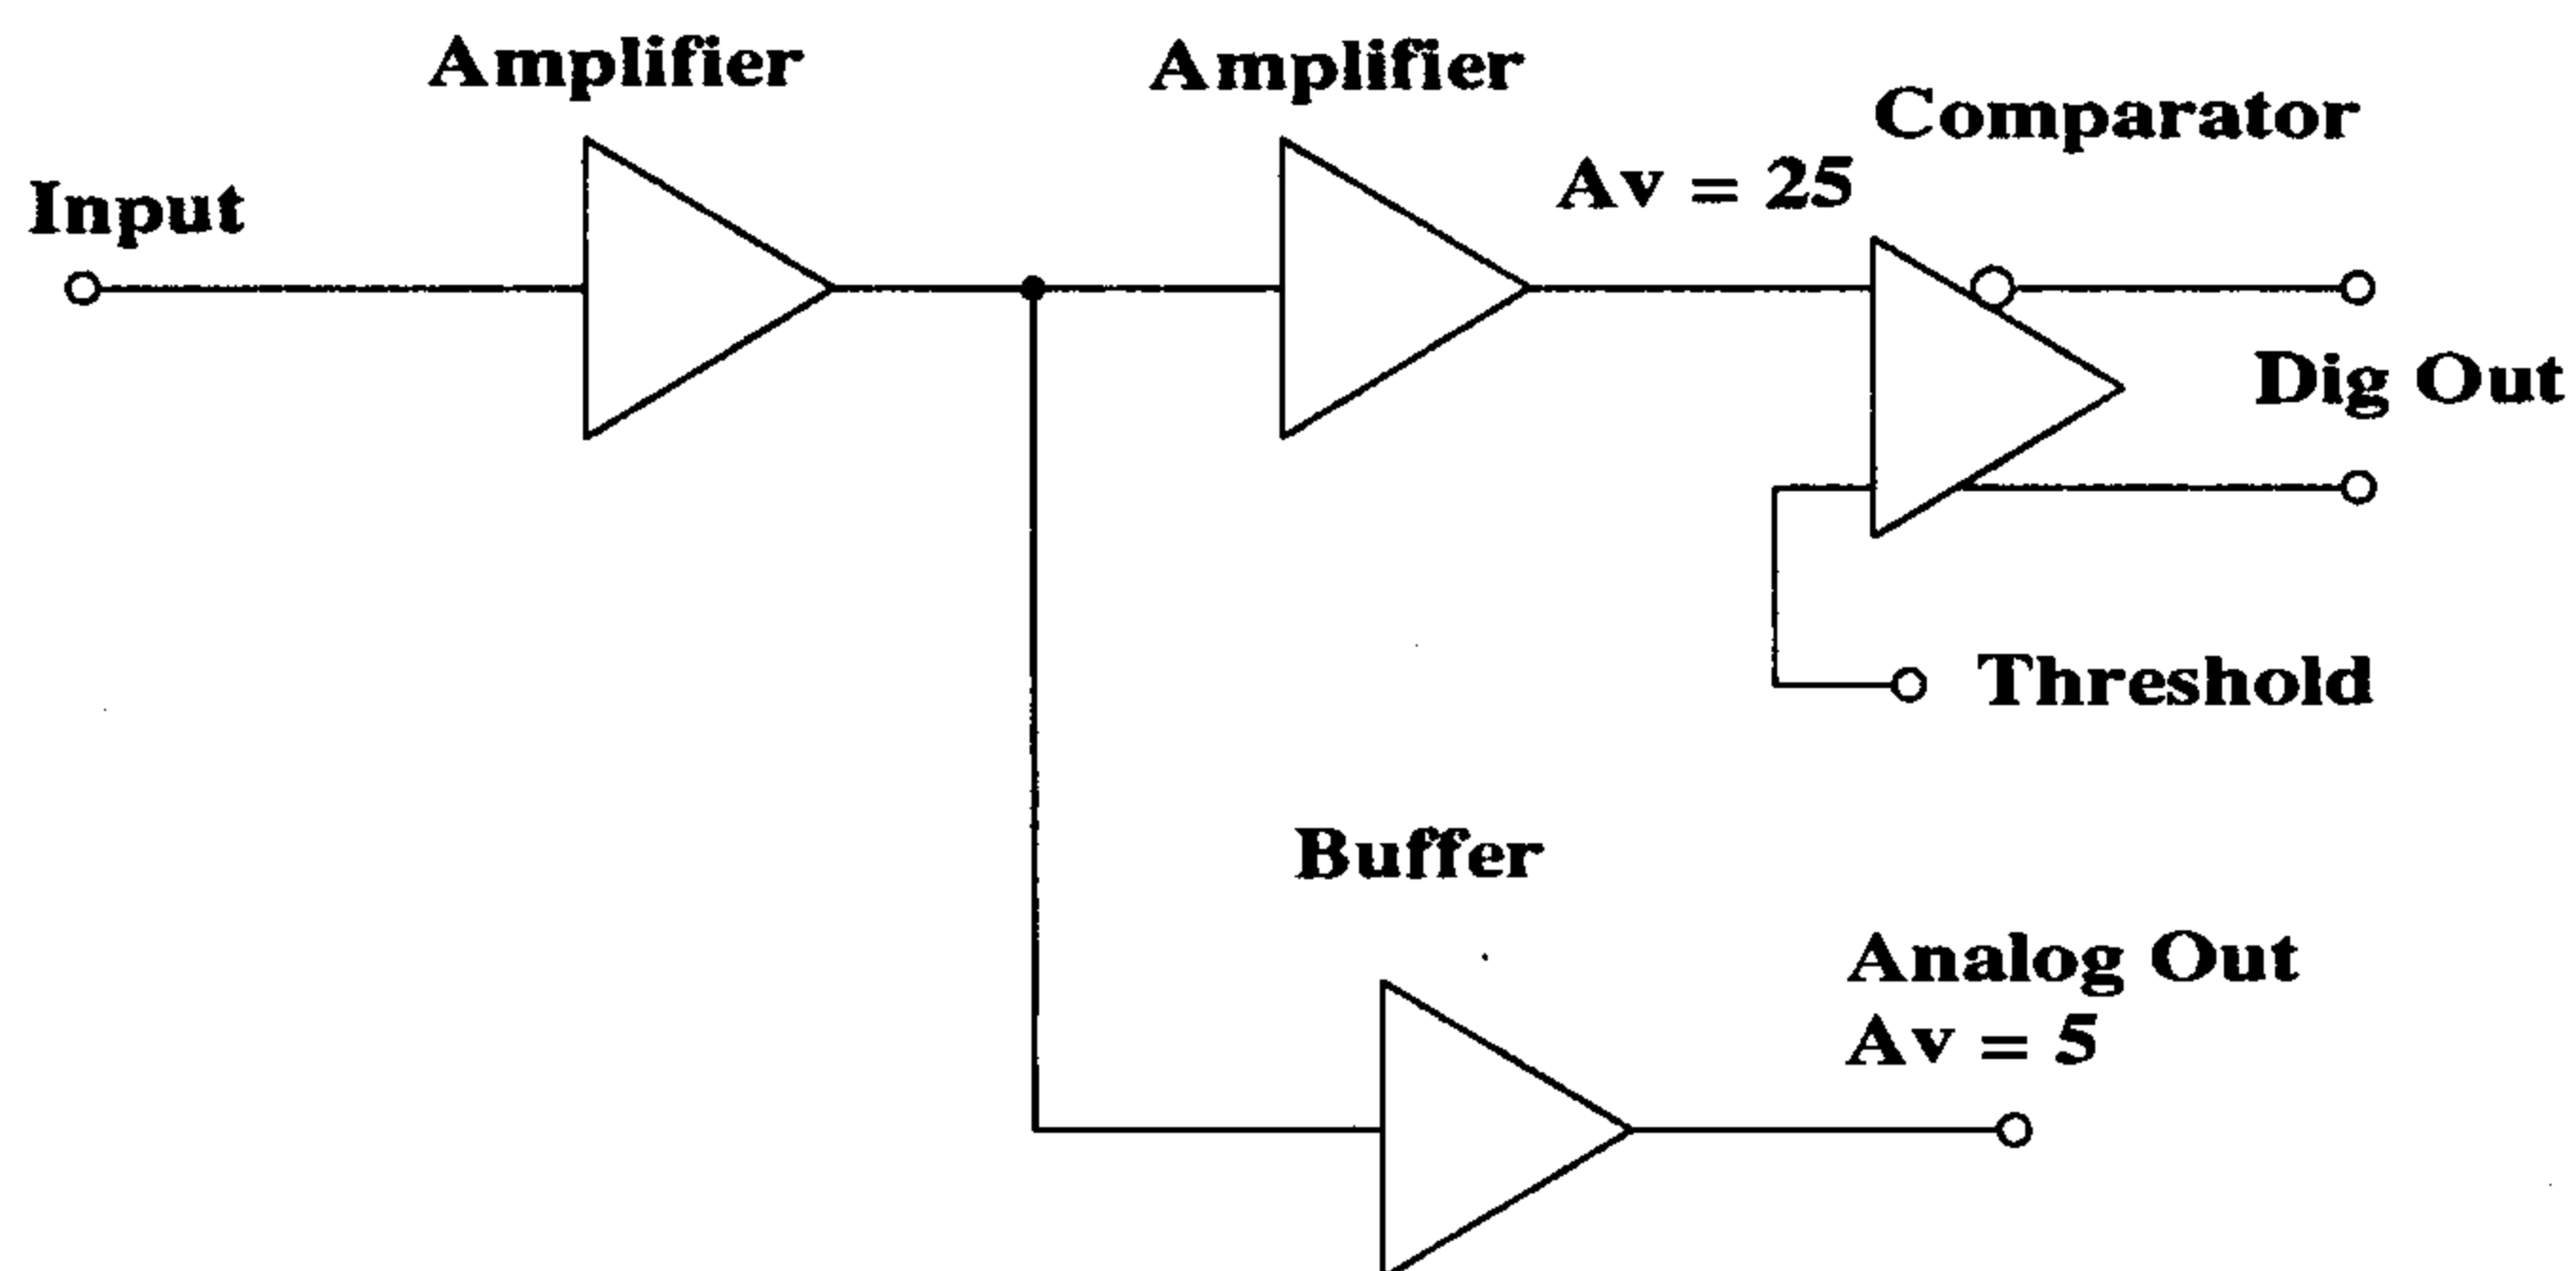 Amplifier
Amplifier
Comparator
Av = 25
Input
Dig Out
Threshold
Buffer
Analog Out
Av = 5